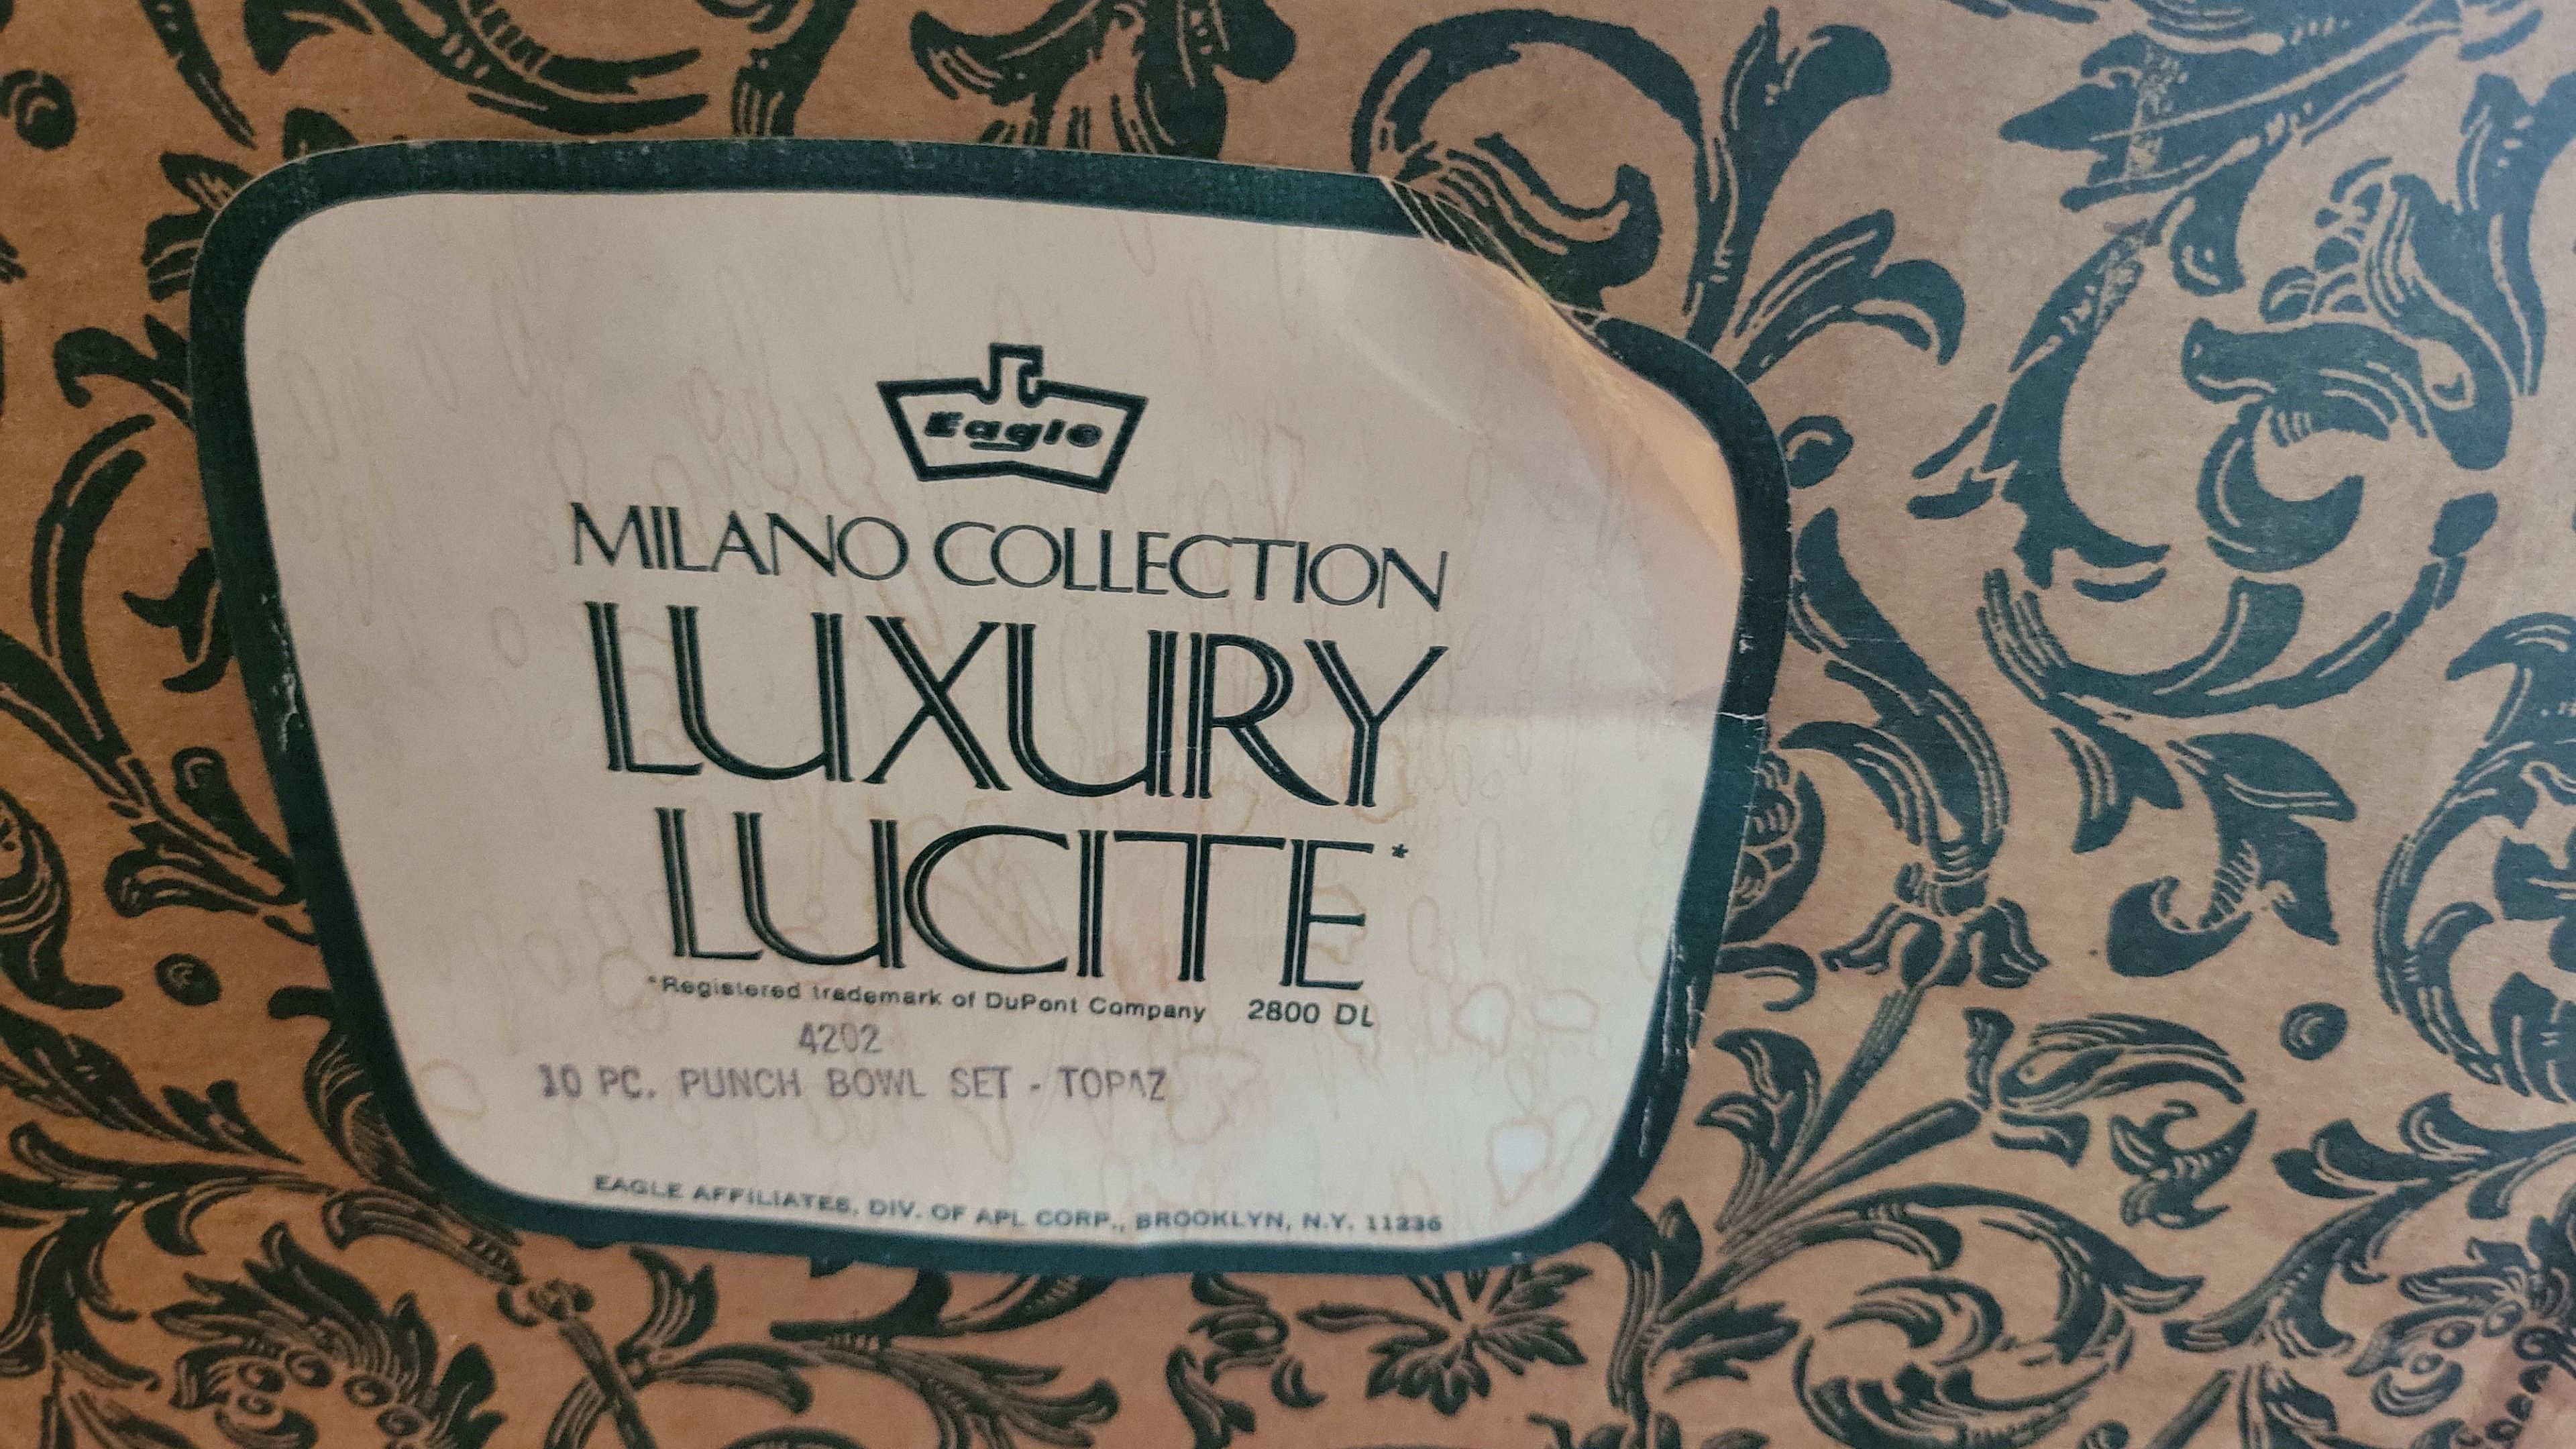 Eagle
MILANO COLLECTION
LUXURY
LUCITE*
*Registered trademark of DuPont Company 2800 DL
4202
10 PC. PUNCH BOWL SET - TOPAZ
EAGLE AFFILIATES, DIV. OF APL CORP., BROOKLYN, N.Y. 11236